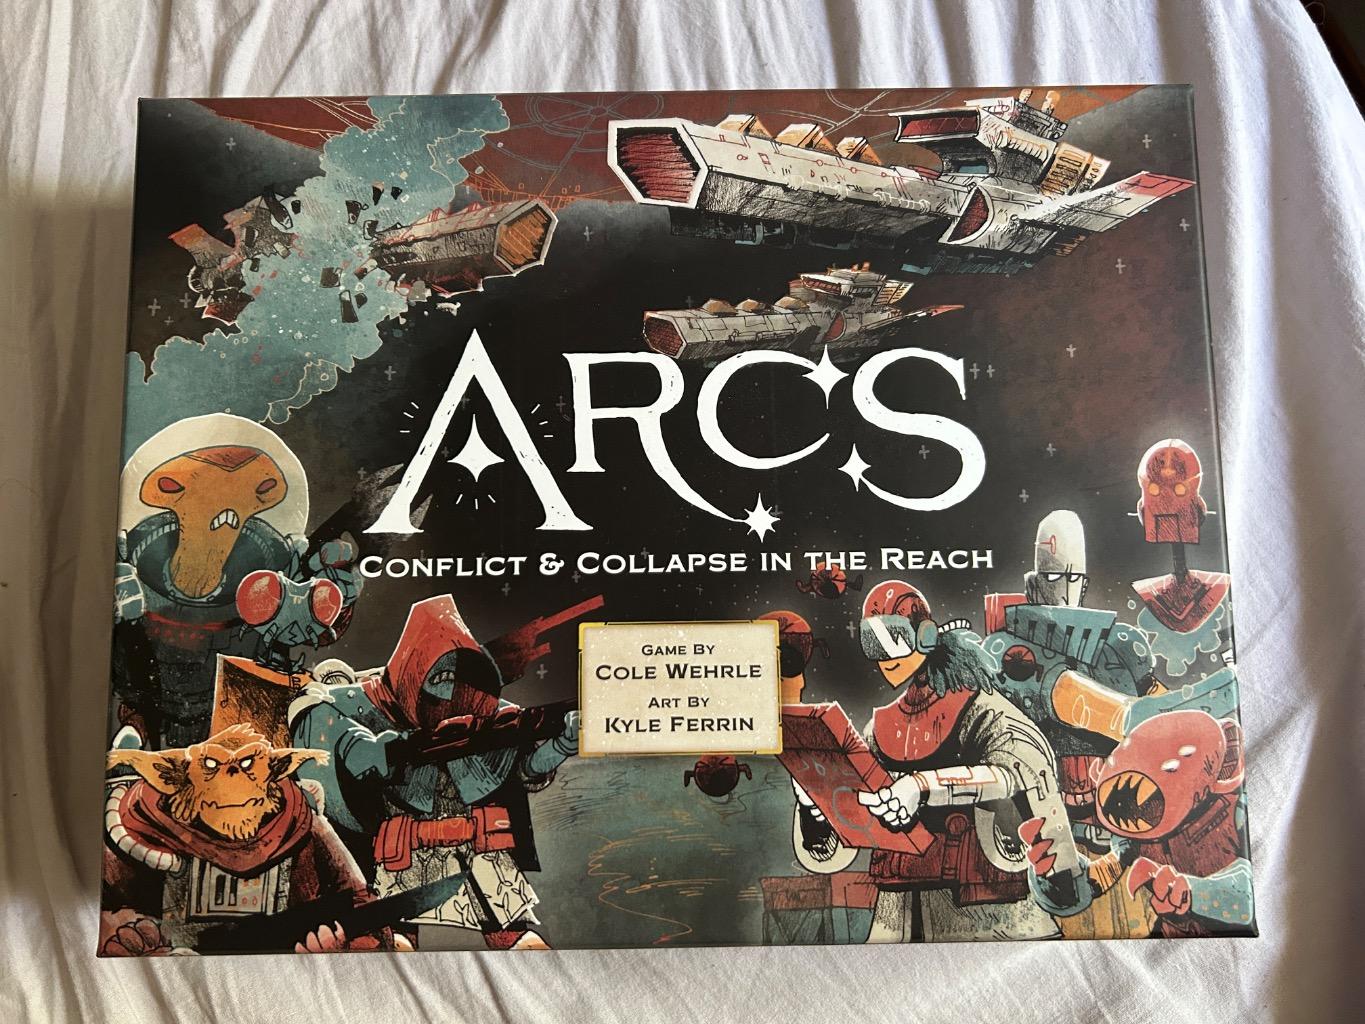 ARCS
CONFLICT & COLLAPSE IN THE REACH
GAME BY
COLE WEHRLE
ART BY
KYLE FERRIN